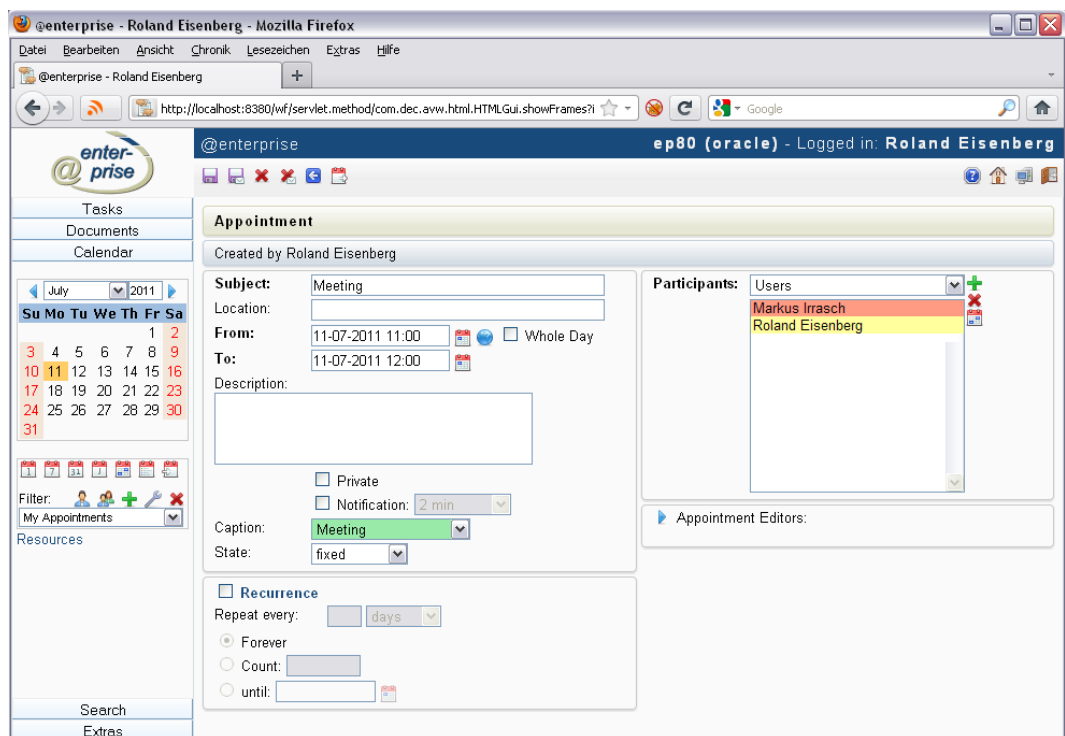 @enterprise - Roland Eisenberg - Mozilla Firefox
Datei Bearbeiten Ansicht Chronik Lesezeichen Extras Hilfe
@enterprise - Roland Eisenberg
http://localhost:8380/wf/servlet.method/com.dec.avw.html.HTMLGui.showFrames?i
Google
enter-
@ prise
@enterprise
ep80 (oracle) - Logged in: Roland Eisenberg
Tasks
Documents
Calendar
July 2011
Su Mo Tu We Th Fr Sa
1 2
3 4 5 6 7 8 9
10 11 12 13 14 15 16
17 18 19 20 21 22 23
24 25 26 27 28 29 30
31
1 7 31
Filter:
My Appointments
Resources
Search
Extras
Appointment
Created by Roland Eisenberg
Subject: Meeting
Location:
From: 11-07-2011 11:00 Whole Day
To: 11-07-2011 12:00
Description:
Private
Notification: 2 min
Caption: Meeting
State: fixed
Recurrence
Repeat every: days
Forever
Count:
until:
Participants: Users
Markus Irrasch
Roland Eisenberg
Appointment Editors: